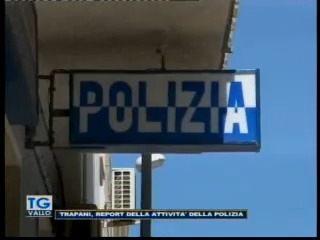 POLIZIA
TG
VALLO
TRAPANI, REPORT DELLA ATTIVITA' DELLA POLIZIA